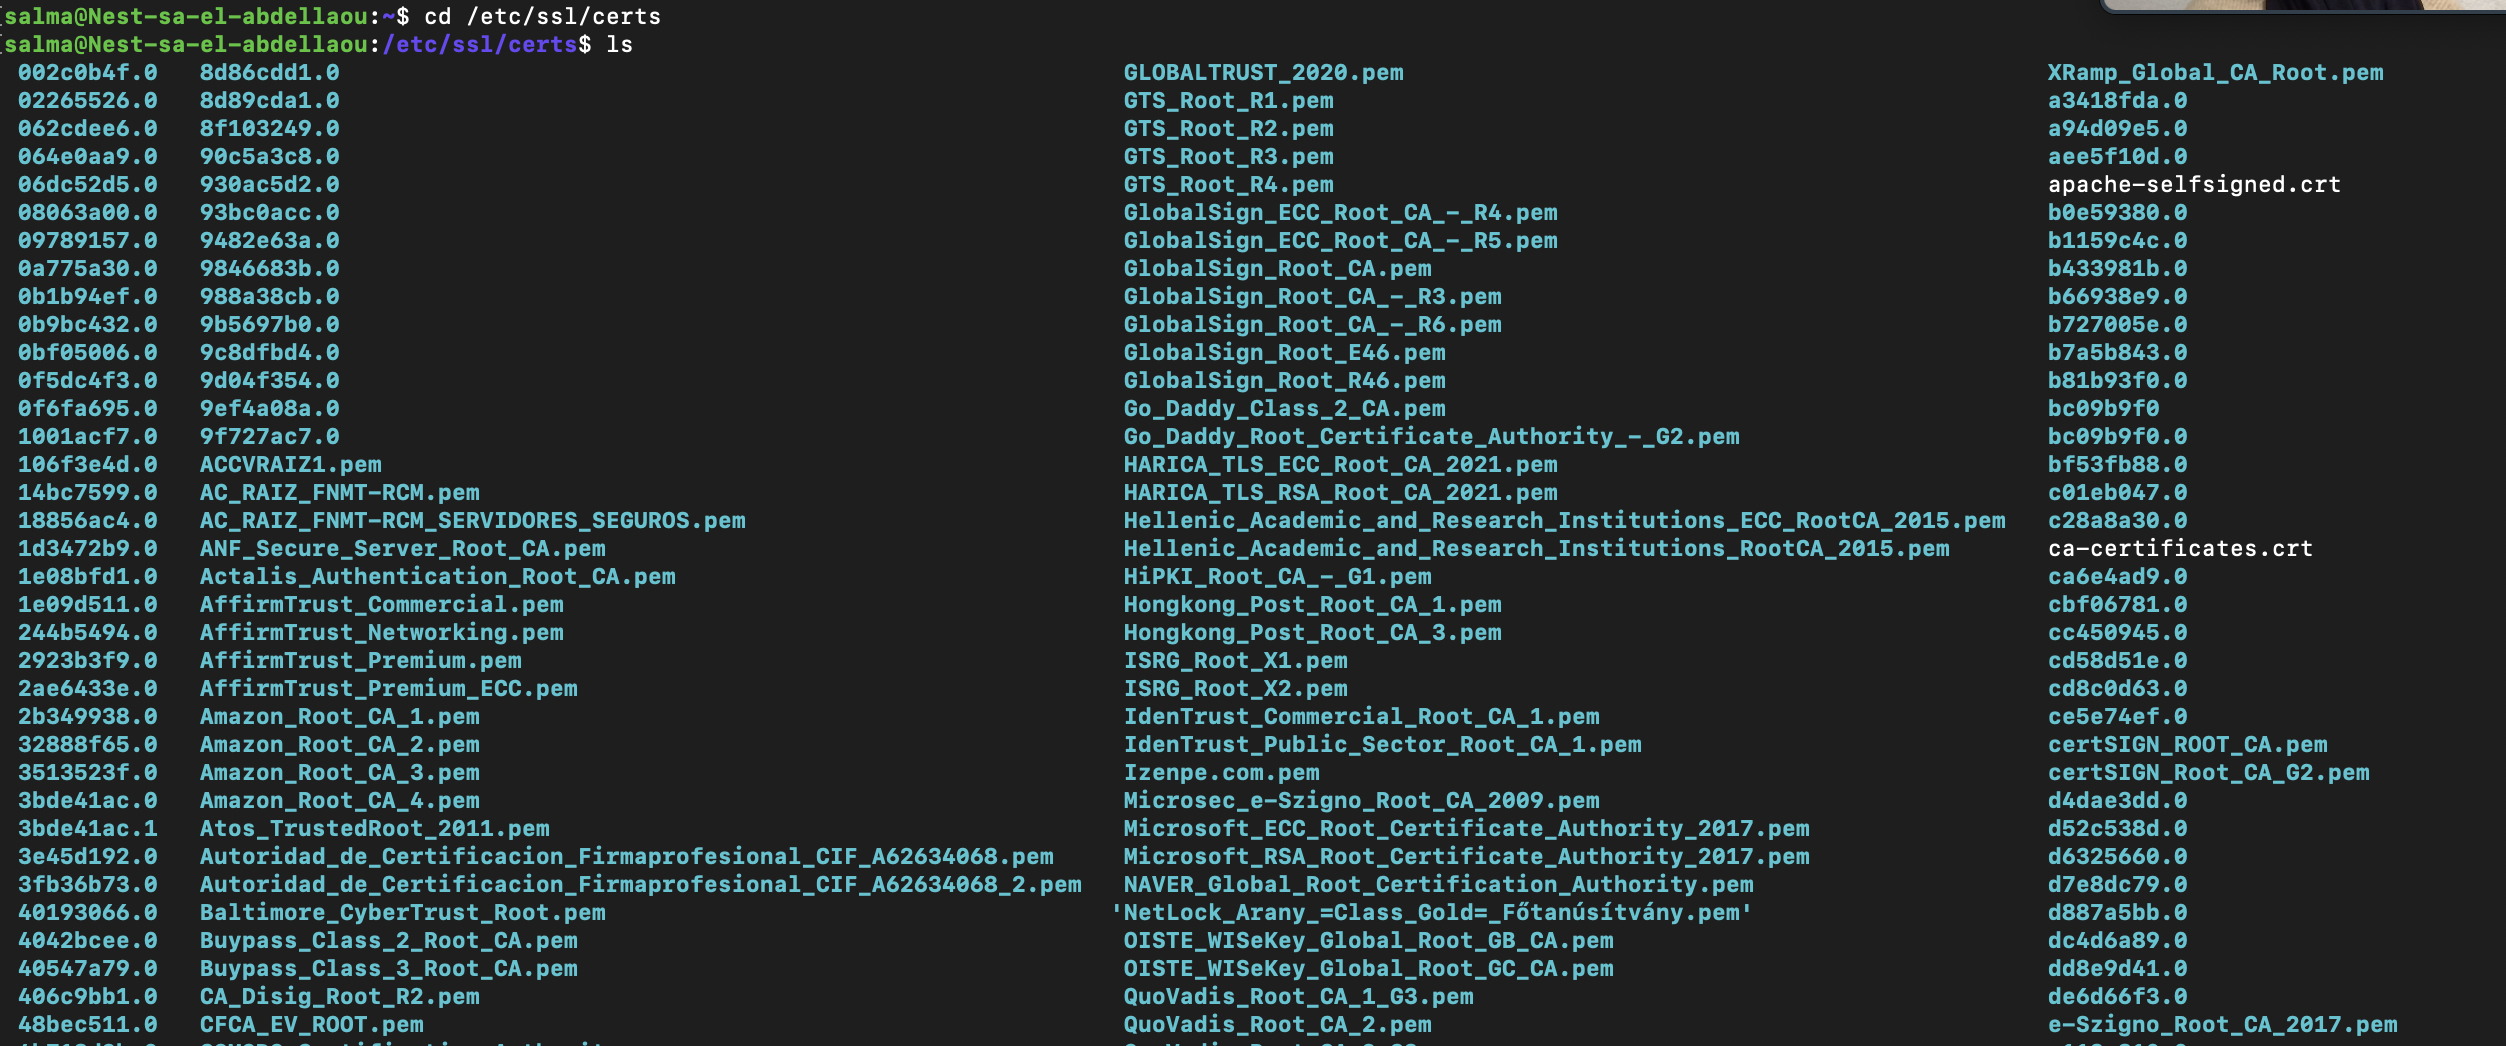 salma@Nest-sa-el-abdellaou:~$ cd /etc/ssl/certs
salma@Nest-sa-el-abdellaou:/etc/ssl/certs$ ls
002c0b4f.0 8d86cdd1.0 GLOBALTRUST_2020.pem XRamp_Global_CA_Root.pem
02265526.0 8d89cda1.0 GTS_Root_R1.pem a3418fda.0
062cdee6.0 8f103249.0 GTS_Root_R2.pem a94d09e5.0
064e0aa9.0 90c5a3c8.0 GTS_Root_R3.pem aee5f10d.0
06dc52d5.0 930ac5d2.0 GTS_Root_R4.pem apache-selfsigned.crt
08063a00.0 93bc0acc.0 GlobalSign_ECC_Root_CA_-_R4.pem b0e59380.0
09789157.0 9482e63a.0 GlobalSign_ECC_Root_CA_-_R5.pem b1159c4c.0
0a775a30.0 9846683b.0 GlobalSign_Root_CA.pem b433981b.0
0b1b94ef.0 988a38cb.0 GlobalSign_Root_CA_-_R3.pem b66938e9.0
0b9bc432.0 9b5697b0.0 GlobalSign_Root_CA_-_R6.pem b727005e.0
0bf05006.0 9c8dfbd4.0 GlobalSign_Root_E46.pem b7a5b843.0
0f5dc4f3.0 9d04f354.0 GlobalSign_Root_R46.pem b81b93f0.0
0f6fa695.0 9ef4a08a.0 Go_Daddy_Class_2_CA.pem bc09b9f0
1001acf7.0 9f727ac7.0 Go_Daddy_Root_Certificate_Authority_-_G2.pem bc09b9f0.0
106f3e4d.0 ACCVRAIZ1.pem HARICA_TLS_ECC_Root_CA_2021.pem bf53fb88.0
14bc7599.0 AC_RAIZ_FNMT-RCM.pem HARICA_TLS_RSA_Root_CA_2021.pem c01eb047.0
18856ac4.0 AC_RAIZ_FNMT-RCM_SERVIDORES_SEGUROS.pem Hellenic_Academic_and_Research_Institutions_ECC_RootCA_2015.pem c28a8a30.0
1d3472b9.0 ANF_Secure_Server_Root_CA.pem Hellenic_Academic_and_Research_Institutions_RootCA_2015.pem ca-certificates.crt
1e08bfd1.0 Actalis_Authentication_Root_CA.pem HiPKI_Root_CA_-_G1.pem ca6e4ad9.0
1e09d511.0 AffirmTrust_Commercial.pem Hongkong_Post_Root_CA_1.pem cbf06781.0
244b5494.0 AffirmTrust_Networking.pem Hongkong_Post_Root_CA_3.pem cc450945.0
2923b3f9.0 AffirmTrust_Premium.pem ISRG_Root_X1.pem cd58d51e.0
2ae6433e.0 AffirmTrust_Premium_ECC.pem ISRG_Root_X2.pem cd8c0d63.0
2b349938.0 Amazon_Root_CA_1.pem IdenTrust_Commercial_Root_CA_1.pem ce5e74ef.0
32888f65.0 Amazon_Root_CA_2.pem IdenTrust_Public_Sector_Root_CA_1.pem certSIGN_ROOT_CA.pem
3513523f.0 Amazon_Root_CA_3.pem Izenpe.com.pem certSIGN_Root_CA_G2.pem
3bde41ac.0 Amazon_Root_CA_4.pem Microsec_e-Szigno_Root_CA_2009.pem d4dae3dd.0
3bde41ac.1 Atos_TrustedRoot_2011.pem Microsoft_ECC_Root_Certificate_Authority_2017.pem d52c538d.0
3e45d192.0 Autoridad_de_Certificacion_Firmaprofesional_CIF_A62634068.pem Microsoft_RSA_Root_Certificate_Authority_2017.pem d6325660.0
3fb36b73.0 Autoridad_de_Certificacion_Firmaprofesional_CIF_A62634068_2.pem NAVER_Global_Root_Certification_Authority.pem d7e8dc79.0
40193066.0 Baltimore_CyberTrust_Root.pem 'NetLock_Arany_=Class_Gold=_Főtanúsítvány.pem' d887a5bb.0
4042bcee.0 Buypass_Class_2_Root_CA.pem OISTE_WISeKey_Global_Root_GB_CA.pem dc4d6a89.0
40547a79.0 Buypass_Class_3_Root_CA.pem OISTE_WISeKey_Global_Root_GC_CA.pem dd8e9d41.0
406c9bb1.0 CA_Disig_Root_R2.pem QuoVadis_Root_CA_1_G3.pem de6d66f3.0
48bec511.0 CFCA_EV_ROOT.pem QuoVadis_Root_CA_2.pem e-Szigno_Root_CA_2017.pem